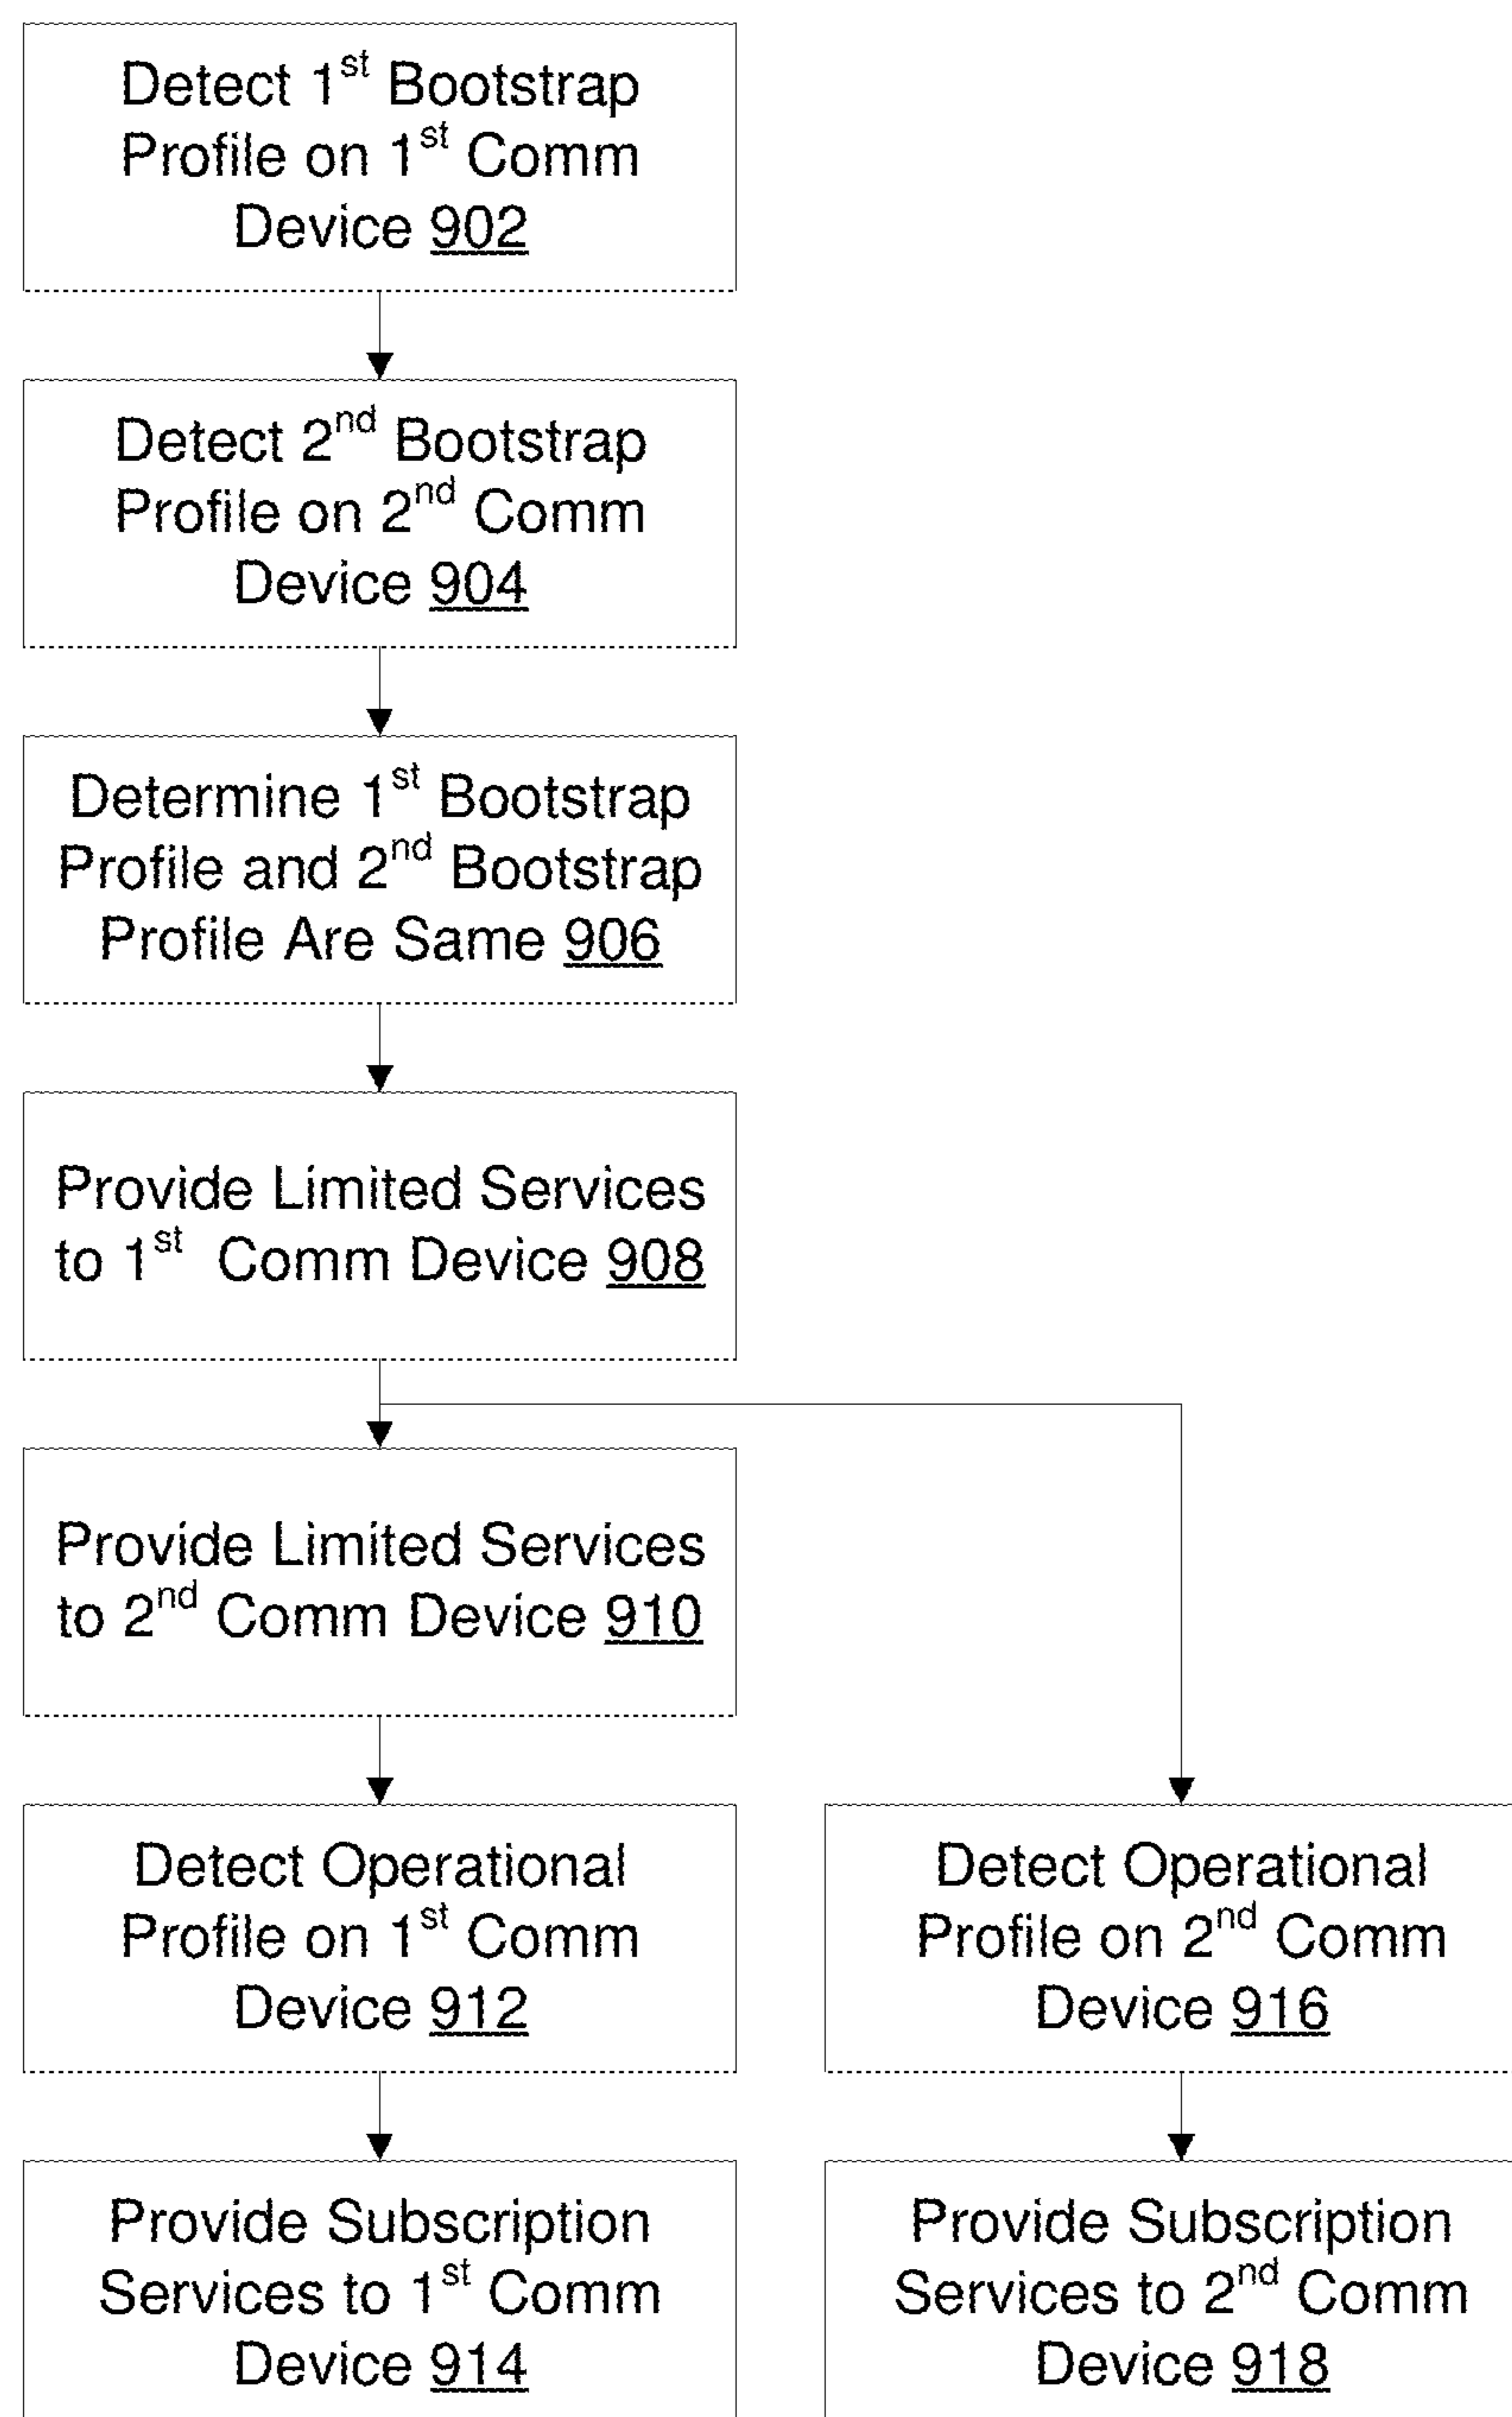 Detect 1st Bootstrap
Profile on 1st Comm
Device 902
Detect 2nd Bootstrap
Profile on 2nd Comm
Device 904
Determine 1st Bootstrap
Profile and 2nd Bootstrap
Profile Are Same 906
Provide Limited Services
to 1st Comm Device 908
Provide Limited Services
to 2nd Comm Device 910
Detect Operational
Profile on 1st Comm
Device 912
Provide Subscription
Services to 1st Comm
Device 914
Detect Operational
Profile on 2nd Comm
Device 916
Provide Subscription
Services to 2nd Comm
Device 918